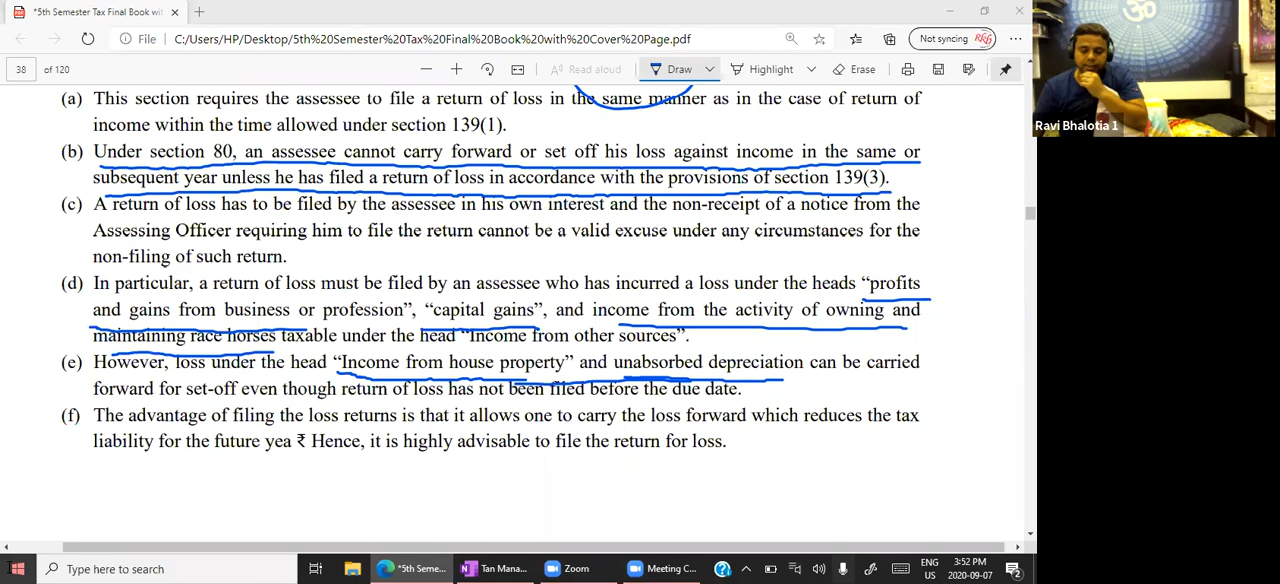 *5th Semester Tax Final Book wit
File
C:/Users/HP/Desktop/5th%20Semester%20Tax%20Final%20Book%20with%20Cover%20Page.pdf
Not syncing
38 of 120
Read aloud
Draw
Highlight
Erase
(a) This section requires the assessee to file a return of loss in the same manner as in the case of return of
income within the time allowed under section 139(1).
(b) Under section 80, an assessee cannot carry forward or set off his loss against income in the same or
subsequent year unless he has filed a return of loss in accordance with the provisions of section 139(3).
(c) A return of loss has to be filed by the assessee in his own interest and the non-receipt of a notice from the
Assessing Officer requiring him to file the return cannot be a valid excuse under any circumstances for the
non-filing of such return.
(d) In particular, a return of loss must be filed by an assessee who has incurred a loss under the heads “profits
and gains from business or profession”, “capital gains”, and income from the activity of owning and
maintaining race horses taxable under the head “Income from other sources”.
(e) However, loss under the head “Income from house property” and unabsorbed depreciation can be carried
forward for set-off even though return of loss has not been filed before the due date.
(f) The advantage of filing the loss returns is that it allows one to carry the loss forward which reduces the tax
liability for the future yea ₹ Hence, it is highly advisable to file the return for loss.
ॐ
Ravi Bhalotia 1
Type here to search
*5th Seme...
Tan Mana...
Zoom
Meeting C...
ENG
US
3:52 PM
2020-09-07
2